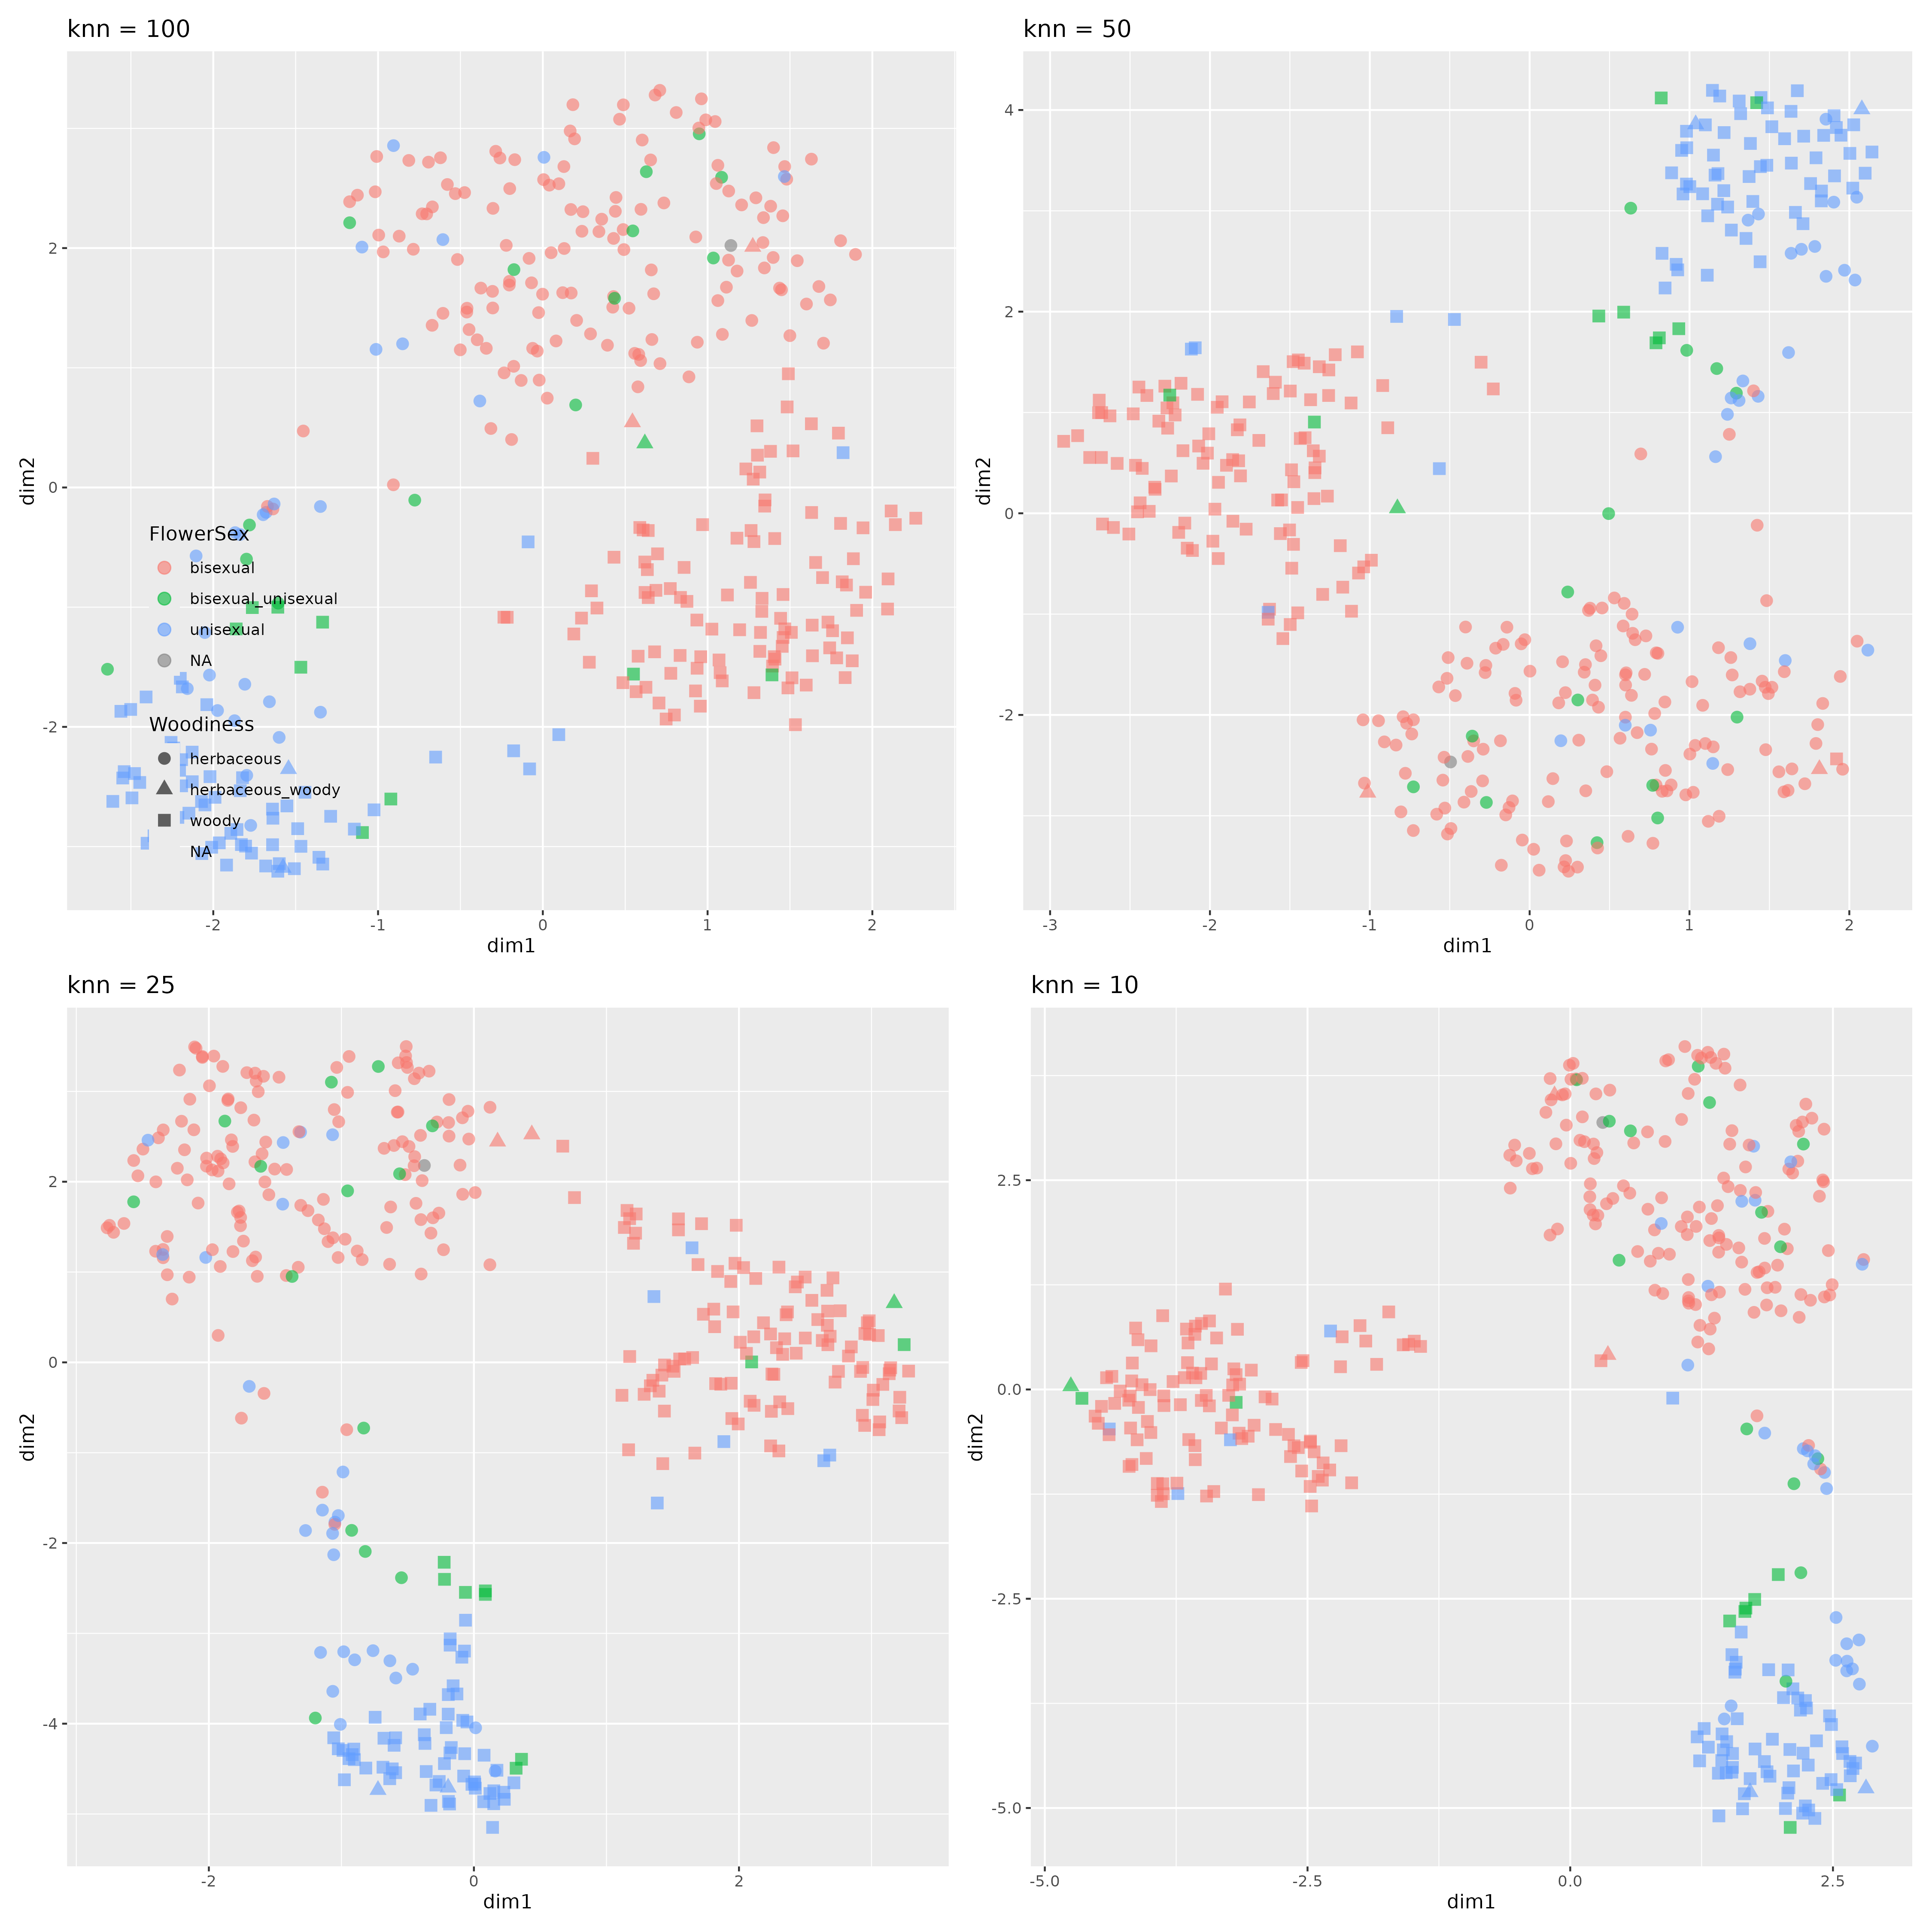 knn = 100
dim2
2
0
-2
FlowerSex
bisexual
bisexual_unisexual
unisexual
NA
Woodiness
herbaceous
herbaceous_woody
woody
NA
-2 -1 0 1 2
dim1
knn = 50
dim2
4
2
0
-2
-3 -2 -1 0 1 2
dim1
knn = 25
dim2
2
0
-2
-4
-2 0 2
dim1
knn = 10
dim2
2.5
0.0
-2.5
-5.0
-5.0 -2.5 0.0 2.5
dim1